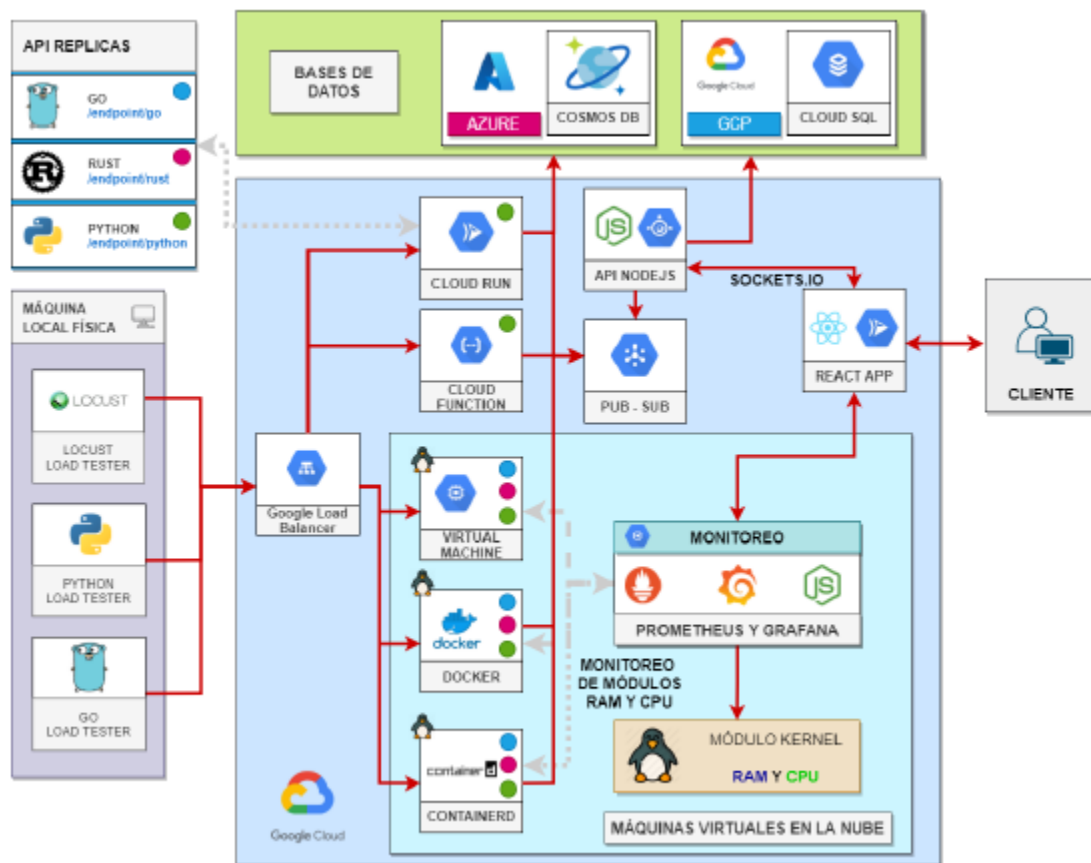 API REPLICAS
GO
/endpoint/go
RUST
/endpoint/rust
PYTHON
/endpoint/python
BASES DE
DATOS
AZURE
COSMOS DB
Google Cloud
GCP
CLOUD SQL
MÁQUINA
LOCAL FÍSICA
LOCUST
LOCUST
LOAD TESTER
PYTHON
LOAD TESTER
GO
LOAD TESTER
Google Load
Balancer
CLOUD RUN
CLOUD
FUNCTION
JS
API NODEJS
PUB - SUB
SOCKETS.IO
REACT APP
CLIENTE
VIRTUAL
MACHINE
docker
DOCKER
container d
CONTAINERD
MONITOREO
JS
PROMETHEUS Y GRAFANA
MONITOREO
DE MÓDULOS
RAM Y CPU
MÓDULO KERNEL
RAM Y CPU
MÁQUINAS VIRTUALES EN LA NUBE
Google Cloud